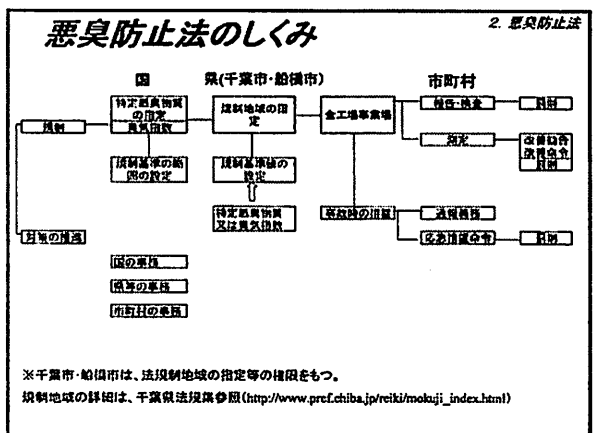 2. 悪臭防止法
悪臭防止法のしくみ
国
県(千葉市・船橋市)
市町村
規制
特定悪臭物質
の指定
臭気指数
規制地域の指
定
全工場事業場
報告・検査
罰則
測定
改善勧告
改善命令
罰則
規制基準の範
囲の設定
規制基準値の
設定
特定悪臭物質
又は臭気指数
事故時の措置
通報義務
応急措置命令
罰則
対策の推進
国の事務
県等の事務
市町村の事務
※千葉市・船橋市は、法規制地域の指定等の権限をもつ。
規制地域の詳細は、千葉県法規集参照(http://www.pref.chiba.jp/reiki/mokuji_index.html)